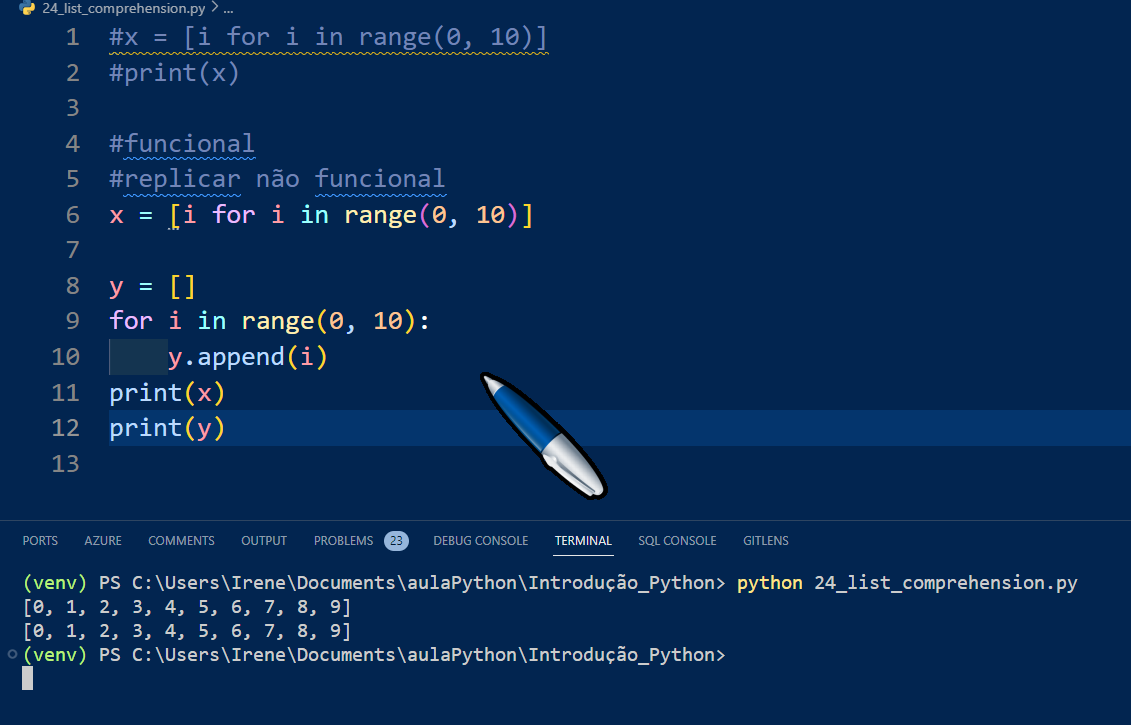 24_list_comprehension.py > ...
1 #x = [i for i in range(0, 10)]
2 #print(x)
3
4 #funcional
5 #replicar não funcional
6 x = [i for i in range(0, 10)]
7
8 y = []
9 for i in range(0, 10):
10     y.append(i)
11 print(x)
12 print(y)
13
PORTS AZURE COMMENTS OUTPUT PROBLEMS 23 DEBUG CONSOLE TERMINAL SQL CONSOLE GITLENS
(venv) PS C:\Users\Irene\Documents\aulaPython\Introdução_Python> python 24_list_comprehension.py
[0, 1, 2, 3, 4, 5, 6, 7, 8, 9]
[0, 1, 2, 3, 4, 5, 6, 7, 8, 9]
(venv) PS C:\Users\Irene\Documents\aulaPython\Introdução_Python>